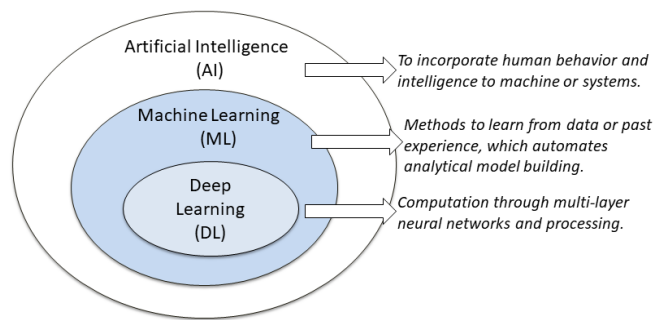 Artificial Intelligence
(AI)
To incorporate human behavior and
intelligence to machine or systems.
Machine Learning
(ML)
Methods to learn from data or past
experience, which automates
analytical model building.
Deep
Learning
(DL)
Computation through multi-layer
neural networks and processing.